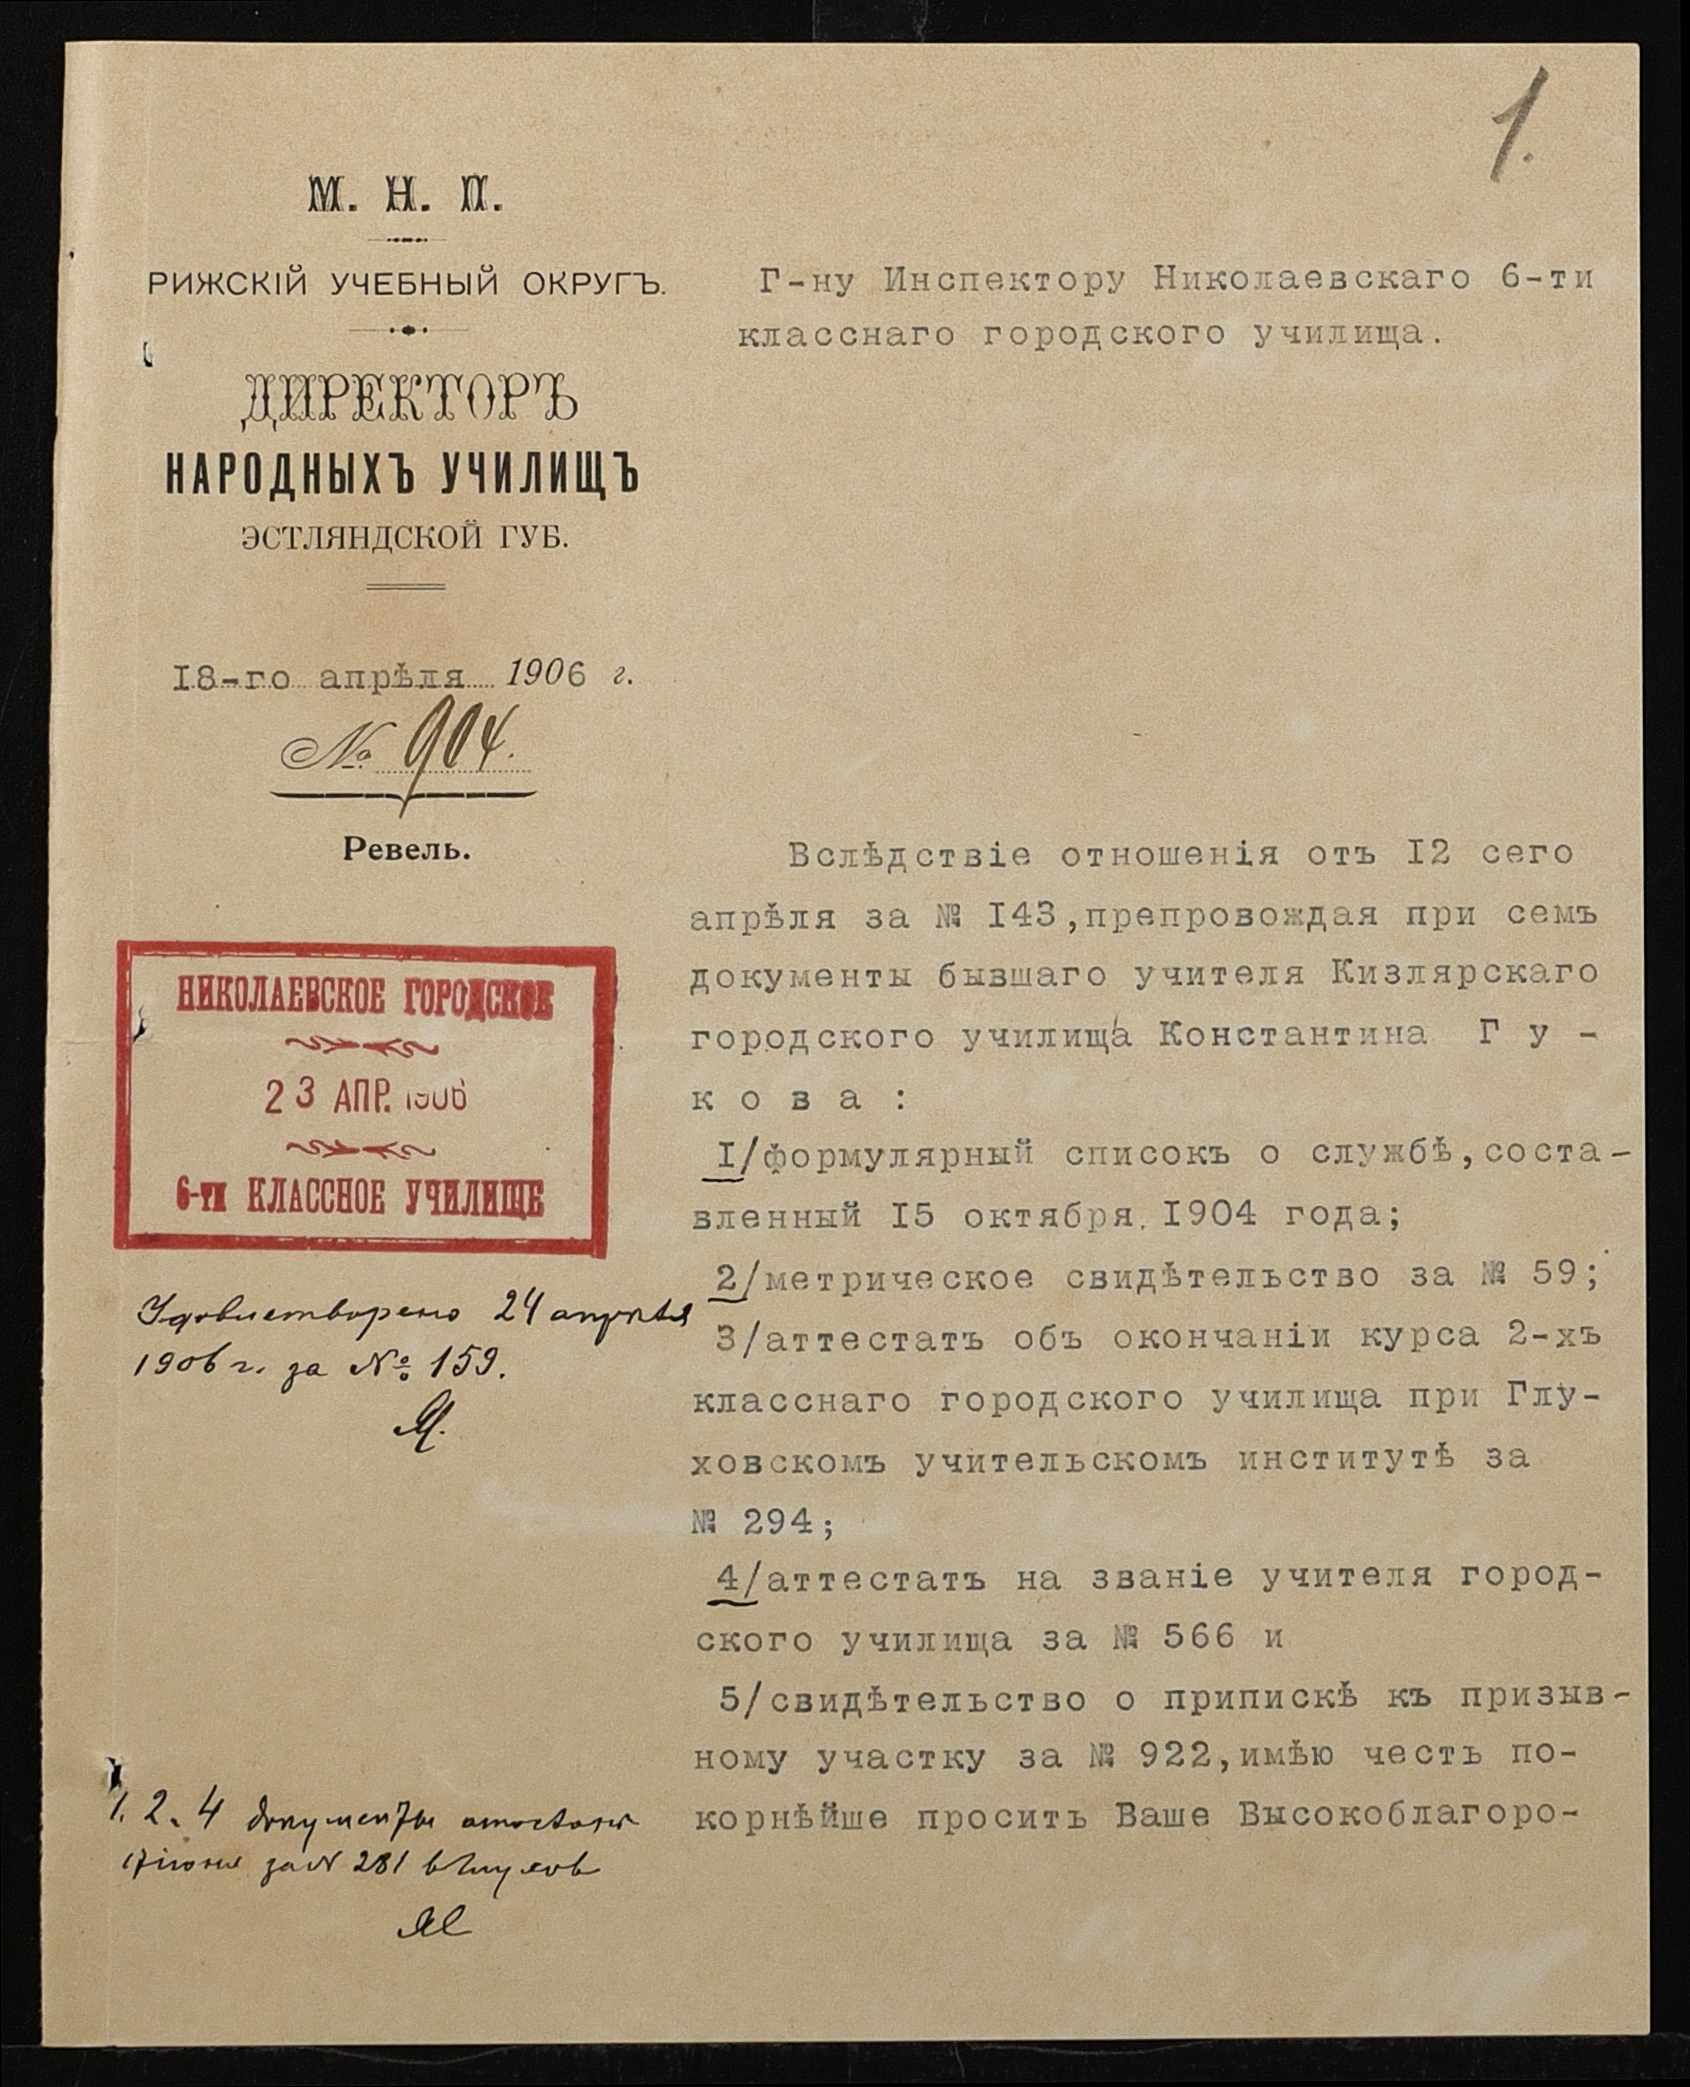 1.
М. Н. П.
РИЖСКІЙ УЧЕБНЫЙ ОКРУГЪ.
ДИРЕКТОРЪ
НАРОДНЫХЪ УЧИЛИЩЪ
ЭСТЛЯНДСКОЙ ГУБ.
18-го апрѣля 1906 г.
№ 904.
Ревель.
НИКОЛАЕВСКОЕ ГОРОДСКОЕ
23 АПР. 1906
6-ти КЛАССНОЕ УЧИЛИЩЕ
Удовлетворено 24 апрѣля
1906 г. за № 159.
1. 2. 4 документы
17 іюня за № 281
Г-ну Инспектору Николаевскаго 6-ти
класснаго городского училища.
Вслѣдствіе отношенія отъ 12 сего
апрѣля за № 143,препровождая при семъ
документы бывшаго учителя Кизлярскаго
городского училища Константина Г у -
к о в а :
1/формулярный списокъ о службѣ,соста-
вленный 15 октября 1904 года;
2/метрическое свидѣтельство за № 59;
3/аттестатъ объ окончаніи курса 2-хъ
класснаго городского училища при Глу-
ховскомъ учительскомъ институтѣ за
№ 294;
4/аттестатъ на званіе учителя город-
ского училища за № 566 и
5/свидѣтельство о припискѣ къ призыв-
ному участку за № 922,имѣю честь по-
корнѣйше просить Ваше Высокоблагоро-